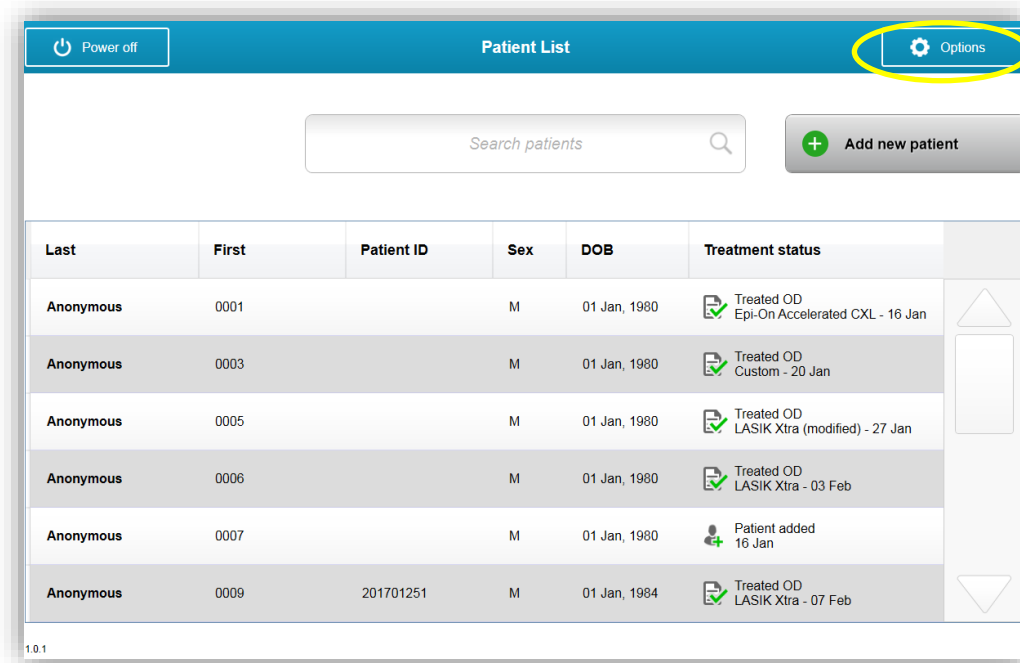 Power off
Patient List
Options
Search patients
Add new patient
Last First Patient ID Sex DOB Treatment status
Anonymous 0001 M 01 Jan, 1980 Treated OD
Epi-On Accelerated CXL - 16 Jan
Anonymous 0003 M 01 Jan, 1980 Treated OD
Custom - 20 Jan
Anonymous 0005 M 01 Jan, 1980 Treated OD
LASIK Xtra (modified) - 27 Jan
Anonymous 0006 M 01 Jan, 1980 Treated OD
LASIK Xtra - 03 Feb
Anonymous 0007 M 01 Jan, 1980 Patient added
16 Jan
Anonymous 0009 201701251 M 01 Jan, 1984 Treated OD
LASIK Xtra - 07 Feb
1.0.1